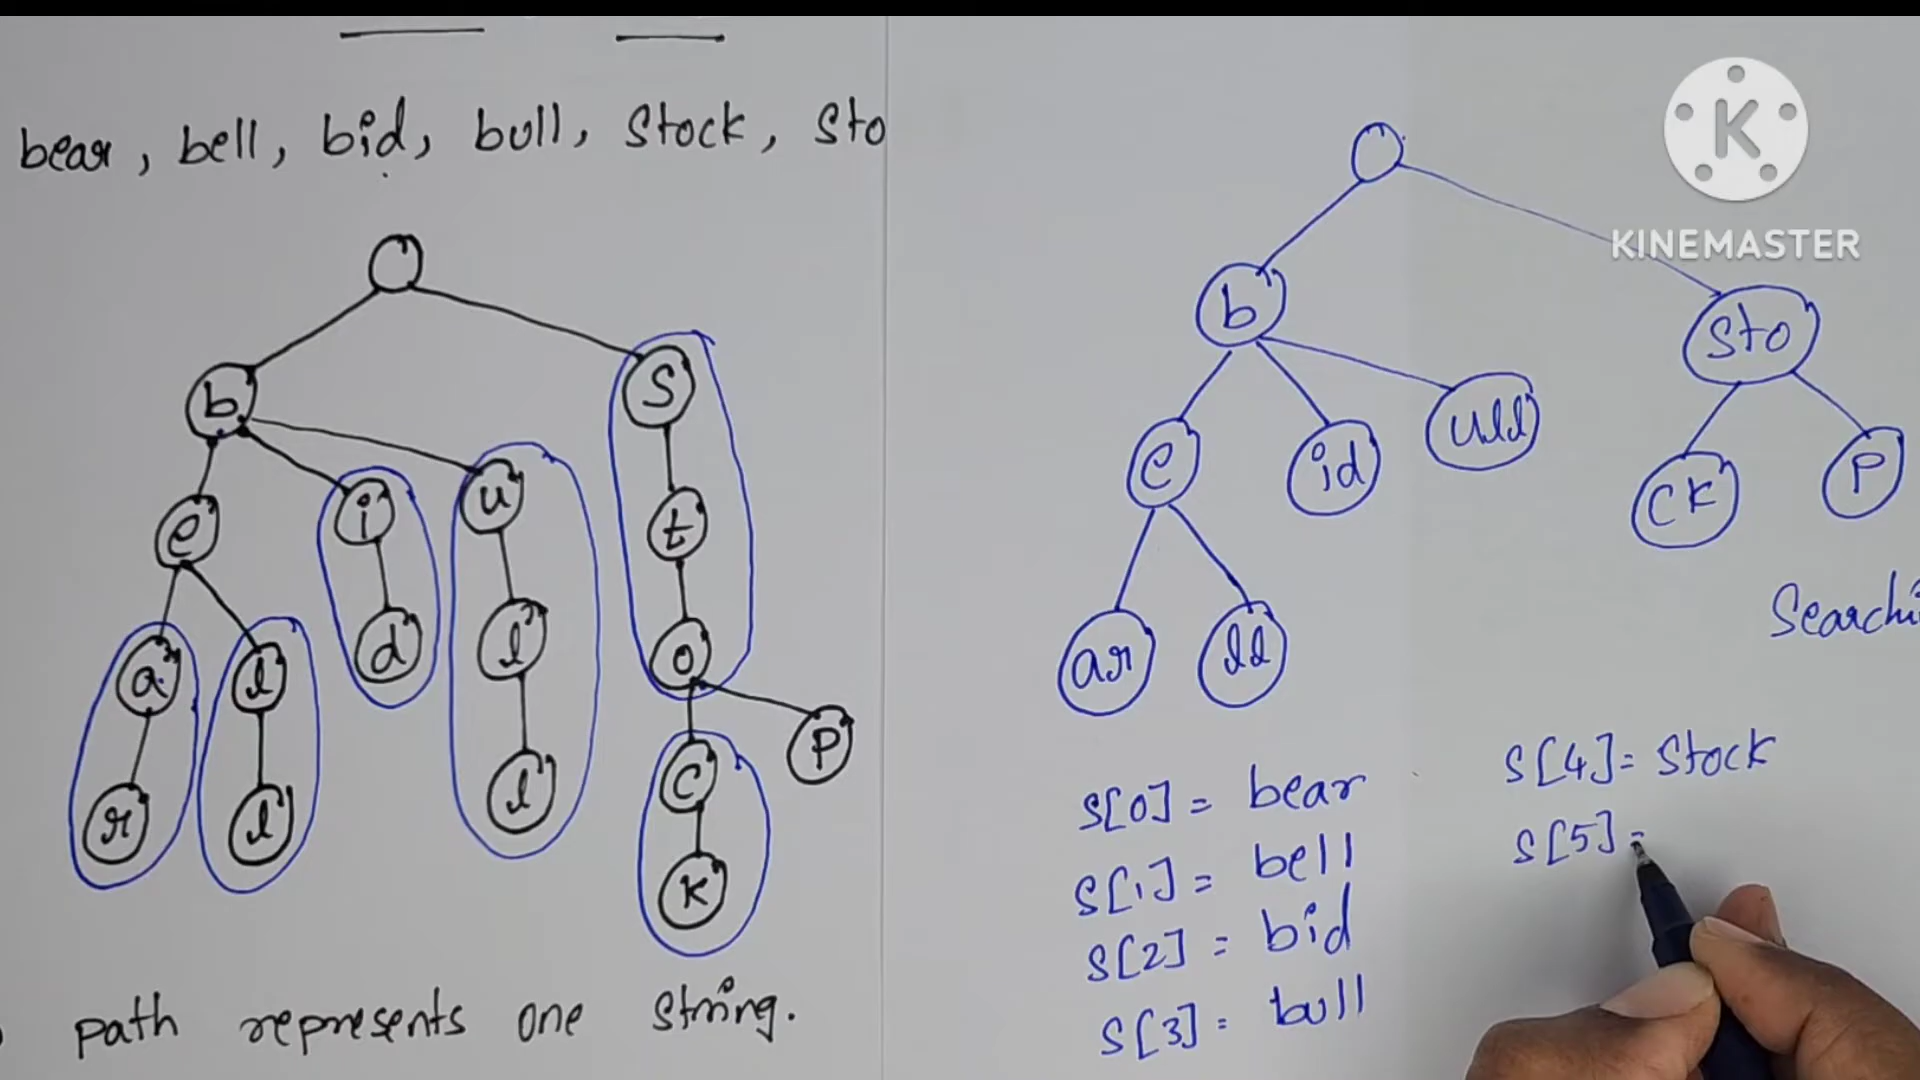 bear, bell, bid, bull, Stock, Sto
b S
e i u t
a l d l o
r l l C P
K
path represents one string.
KINEMASTER
b Sto
e id ull
ar ll CK P
Searchi
S[0] = bear
S[1] = bell
S[2] = bid
S[3] = bull
S[4] = Stock
S[5] =